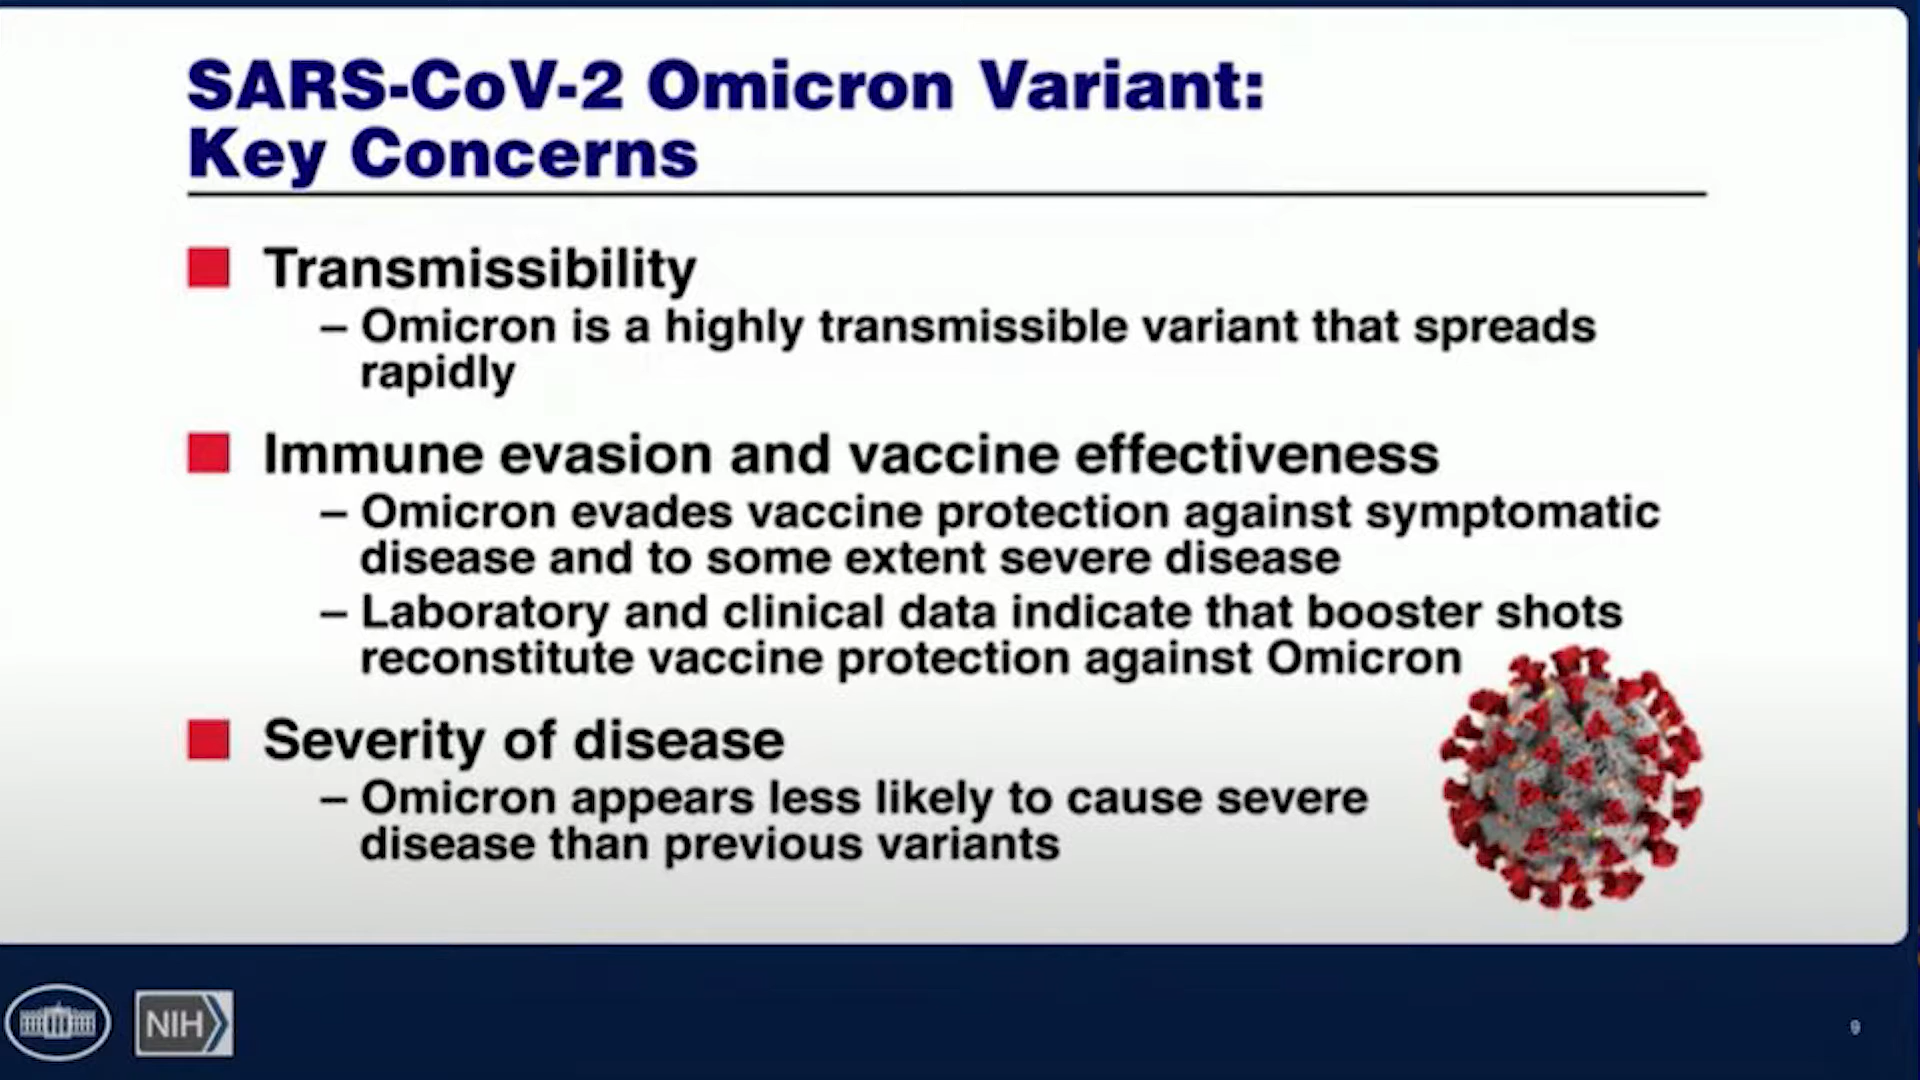 SARS-CoV-2 Omicron Variant:
Key Concerns
Transmissibility
– Omicron is a highly transmissible variant that spreads
rapidly
Immune evasion and vaccine effectiveness
– Omicron evades vaccine protection against symptomatic
disease and to some extent severe disease
– Laboratory and clinical data indicate that booster shots
reconstitute vaccine protection against Omicron
Severity of disease
– Omicron appears less likely to cause severe
disease than previous variants
NIH
9